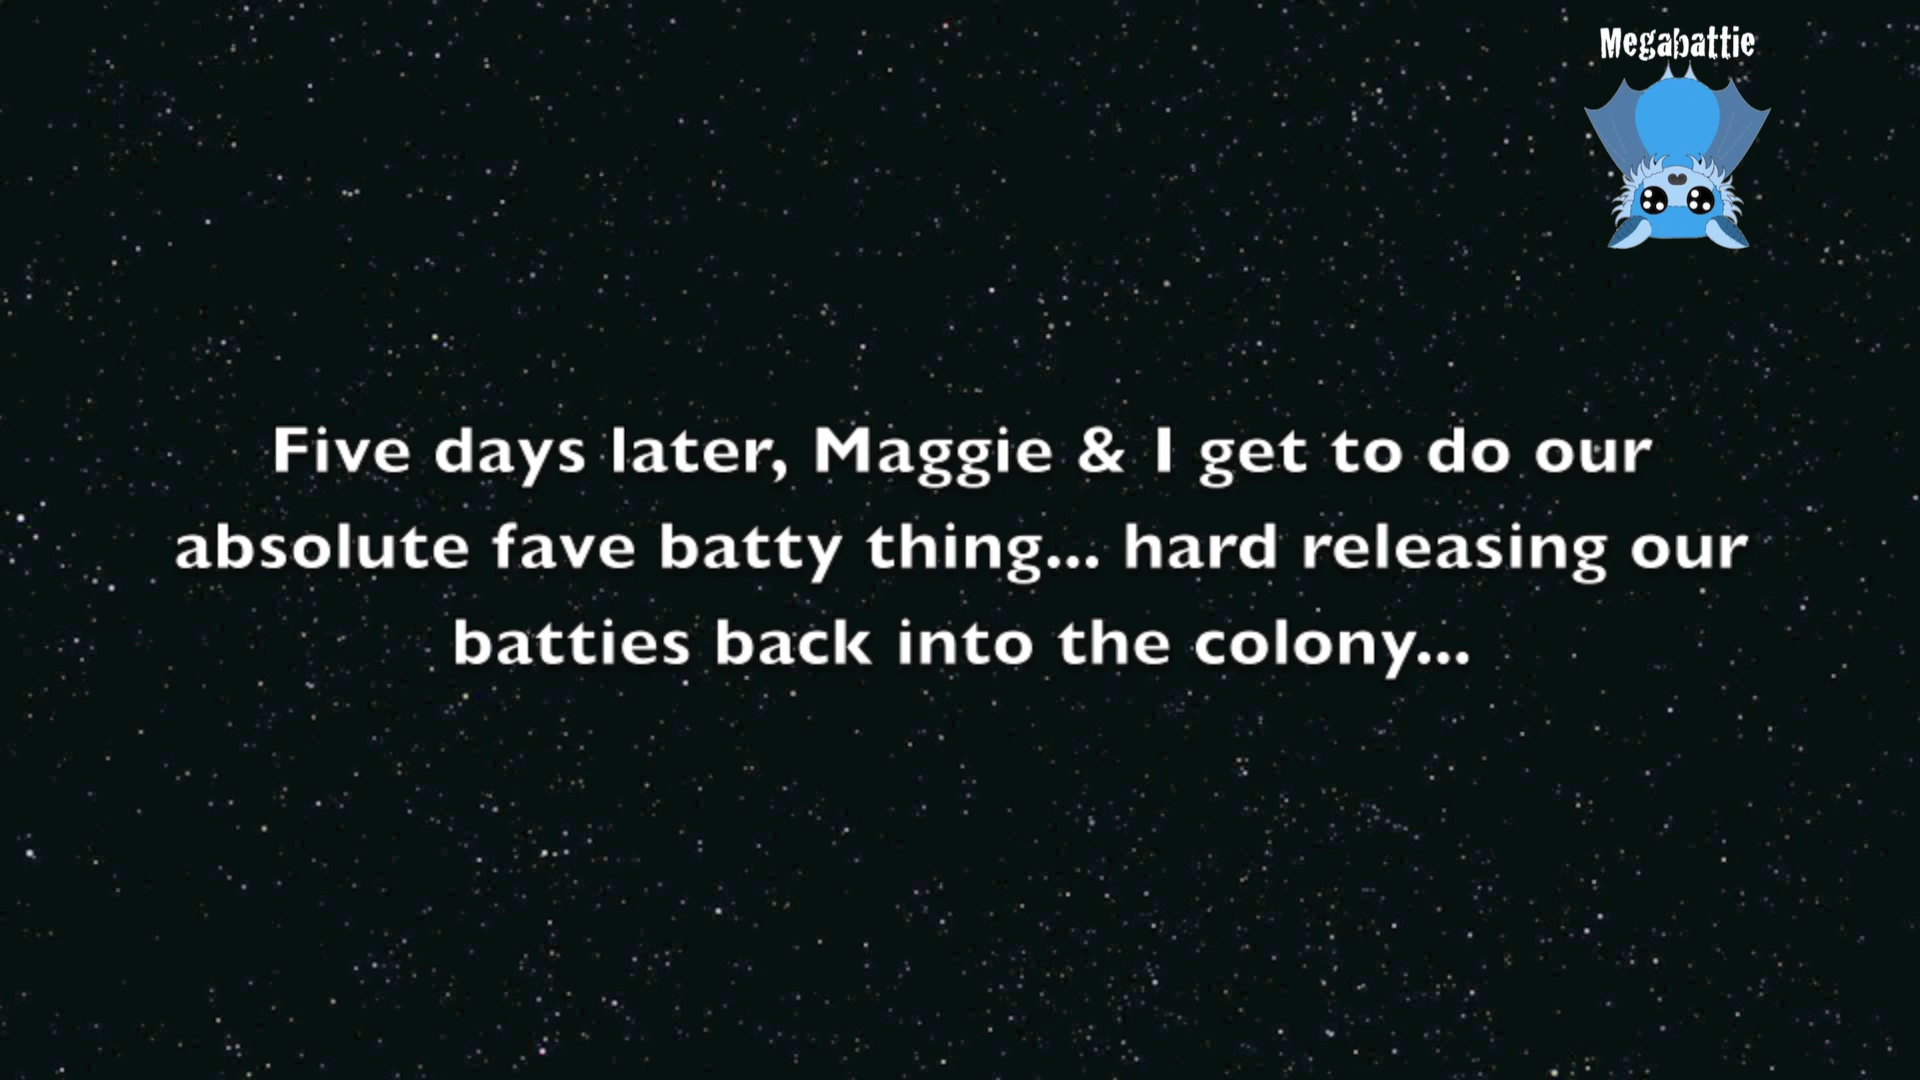 Megabattie
Five days later, Maggie & I get to do our
absolute fave batty thing... hard releasing our
batties back into the colony...